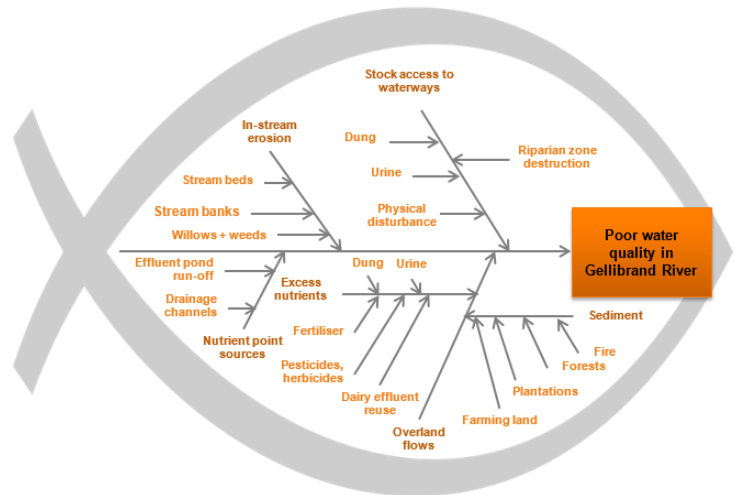 Stock access to
waterways
In-stream
erosion
Dung
Riparian zone
destruction
Urine
Stream beds
Physical
disturbance
Stream banks
Willows + weeds
Poor water
quality in
Gellibrand River
Effluent pond
run-off
Dung
Urine
Excess
nutrients
Drainage
channels
Nutrient point
sources
Fertiliser
Sediment
Pesticides,
herbicides
Fire
Forests
Plantations
Dairy effluent
reuse
Farming land
Overland
flows